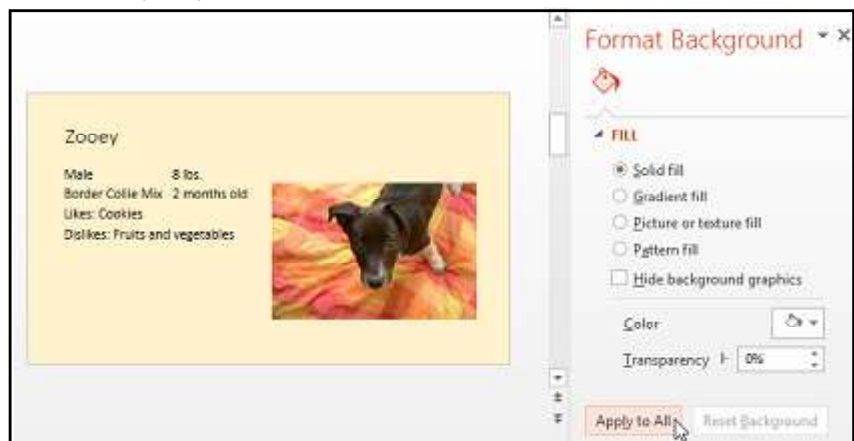 Format Background
Zooey
Male 8 lbs.
Border Collie Mix 2 months old
Likes: Cookies
Dislikes: Fruits and vegetables
FILL
Solid fill
Gradient fill
Picture or texture fill
Pattern fill
Hide background graphics
Color
Transparency 0%
Apply to All Reset Background